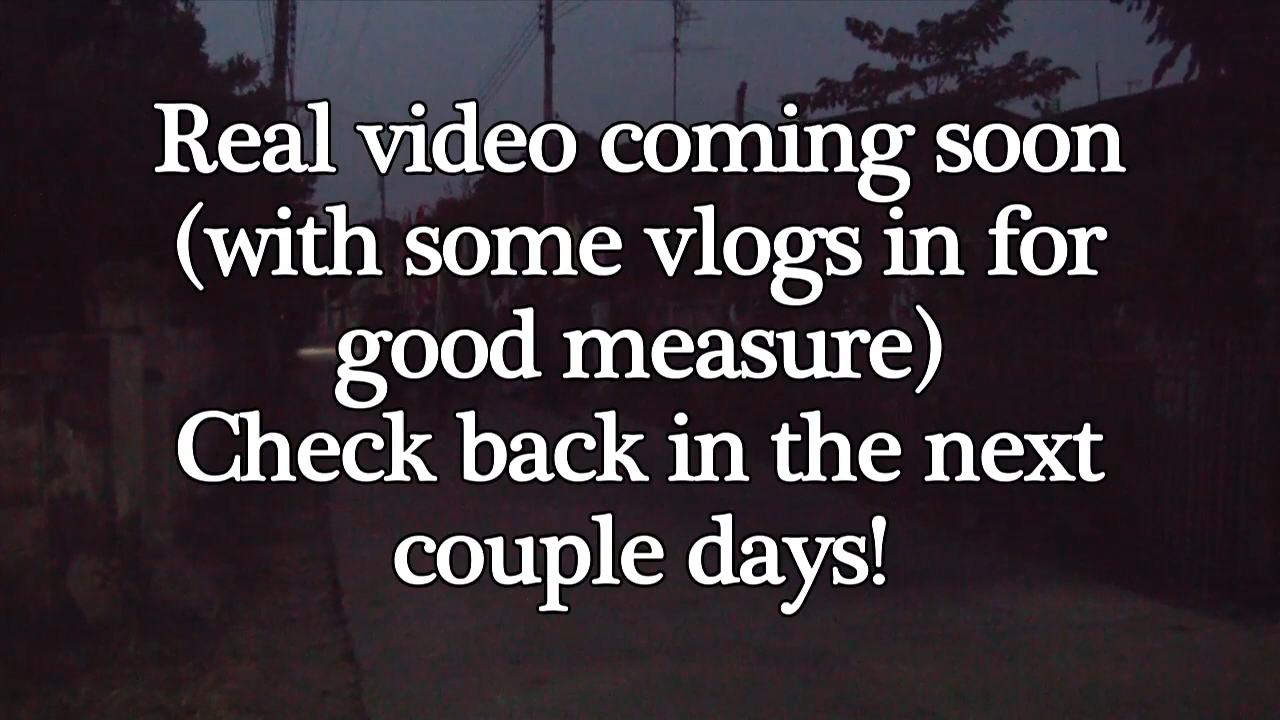 Real video coming soon
(with some vlogs in for
good measure)
Check back in the next
couple days!